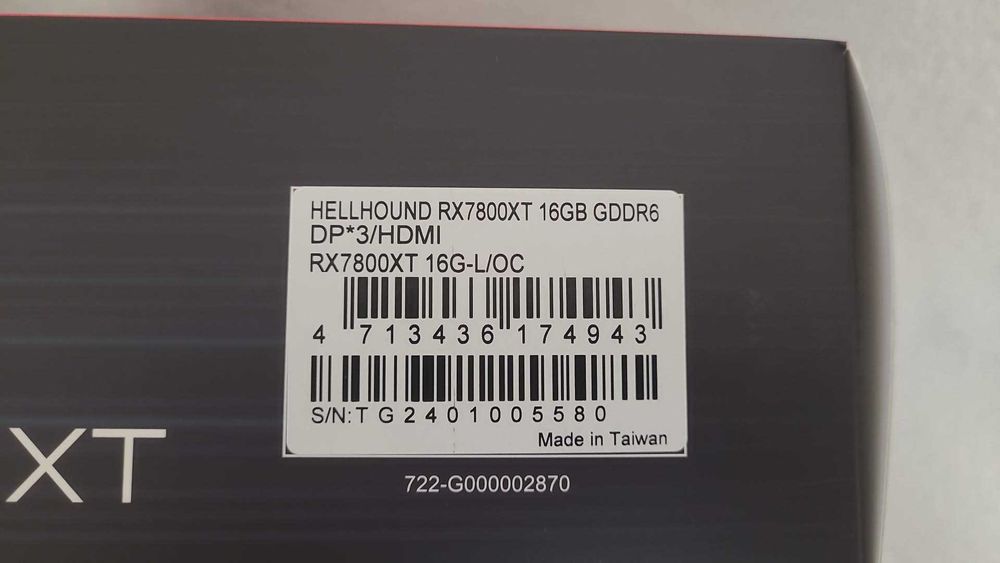 HELLHOUND RX7800XT 16GB GDDR6
DP*3/HDMI
RX7800XT 16G-L/OC
4 713436 174943
S/N: TG2401005580
Made in Taiwan
XT
722-G000002870